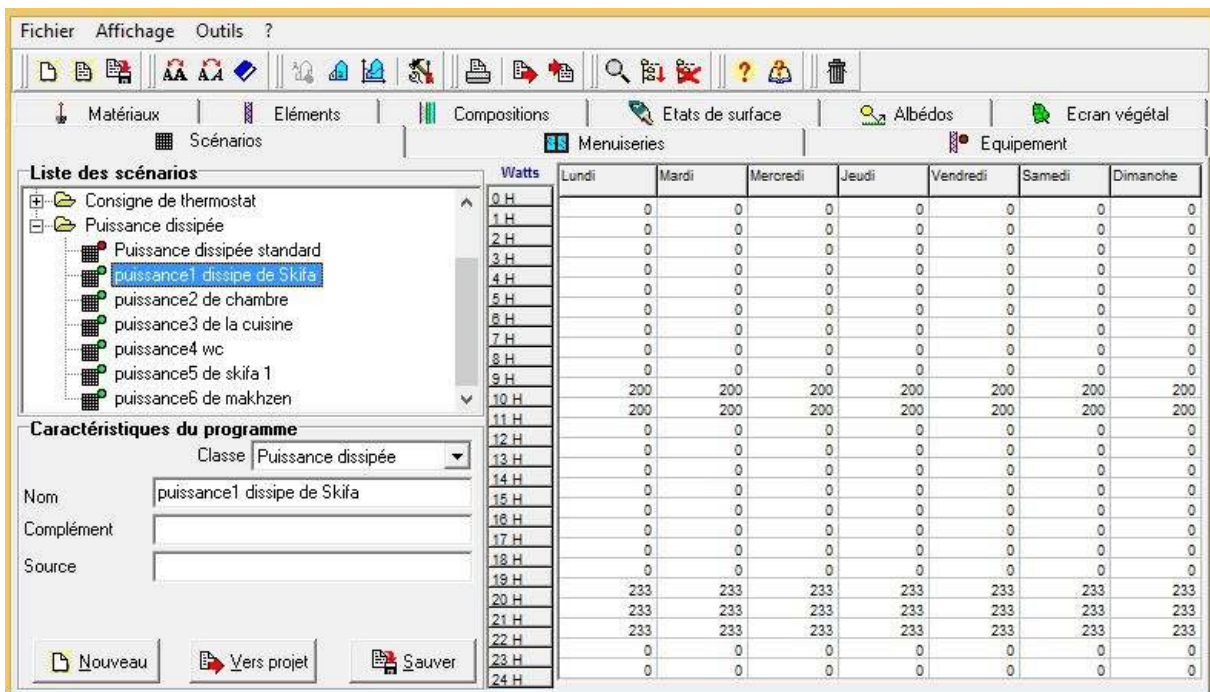 Fichier Affichage Outils ?
Matériaux Eléments Compositions Etats de surface Albédos Ecran végétal
Scénarios Menuiseries Equipement
Liste des scénarios
Consigne de thermostat
Puissance dissipée
Puissance dissipée standard
puissance1 dissipe de Skifa
puissance2 de chambre
puissance3 de la cuisine
puissance4 wc
puissance5 de skifa 1
puissance6 de makhzen
Caractéristiques du programme
Classe Puissance dissipée
Nom puissance1 dissipe de Skifa
Complément
Source
Nouveau Vers projet Sauver
Watts Lundi Mardi Mercredi Jeudi Vendredi Samedi Dimanche
0 H
0 0 0 0 0 0 0
1 H
0 0 0 0 0 0 0
2 H
0 0 0 0 0 0 0
3 H
0 0 0 0 0 0 0
4 H
0 0 0 0 0 0 0
5 H
0 0 0 0 0 0 0
6 H
0 0 0 0 0 0 0
7 H
0 0 0 0 0 0 0
8 H
0 0 0 0 0 0 0
9 H
200 200 200 200 200 200 200
10 H
200 200 200 200 200 200 200
11 H
0 0 0 0 0 0 0
12 H
0 0 0 0 0 0 0
13 H
0 0 0 0 0 0 0
14 H
0 0 0 0 0 0 0
15 H
0 0 0 0 0 0 0
16 H
0 0 0 0 0 0 0
17 H
0 0 0 0 0 0 0
18 H
0 0 0 0 0 0 0
19 H
233 233 233 233 233 233 233
20 H
233 233 233 233 233 233 233
21 H
233 233 233 233 233 233 233
22 H
0 0 0 0 0 0 0
23 H
0 0 0 0 0 0 0
24 H